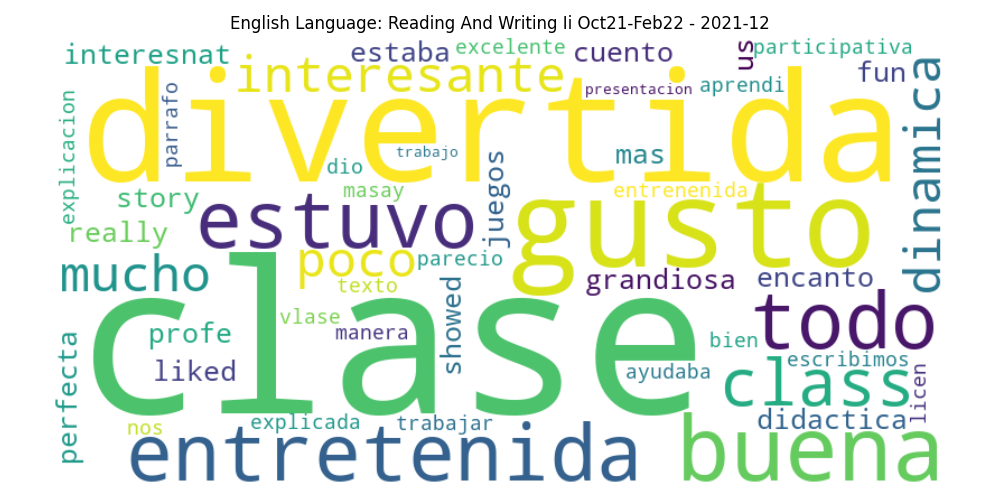 English Language: Reading And Writing Ii Oct21-Feb22 - 2021-12
interesnat
estaba
excelente
cuento
us
participativa
interesante
fun
divertida
presentacion
aprendi
dinamica
explicacion
parrafo
trabajo
dio
mas
juegos
masay
entrenenida
story
estuvo
gusto
really
poco
parecio
mucho
texto
grandiosa
encanto
clase
todo
vlase
showed
profe
manera
bien
perfecta
liked
ayudaba
escribimos
class
licen
didactica
nos
explicada
trabajar
entretenida
buena